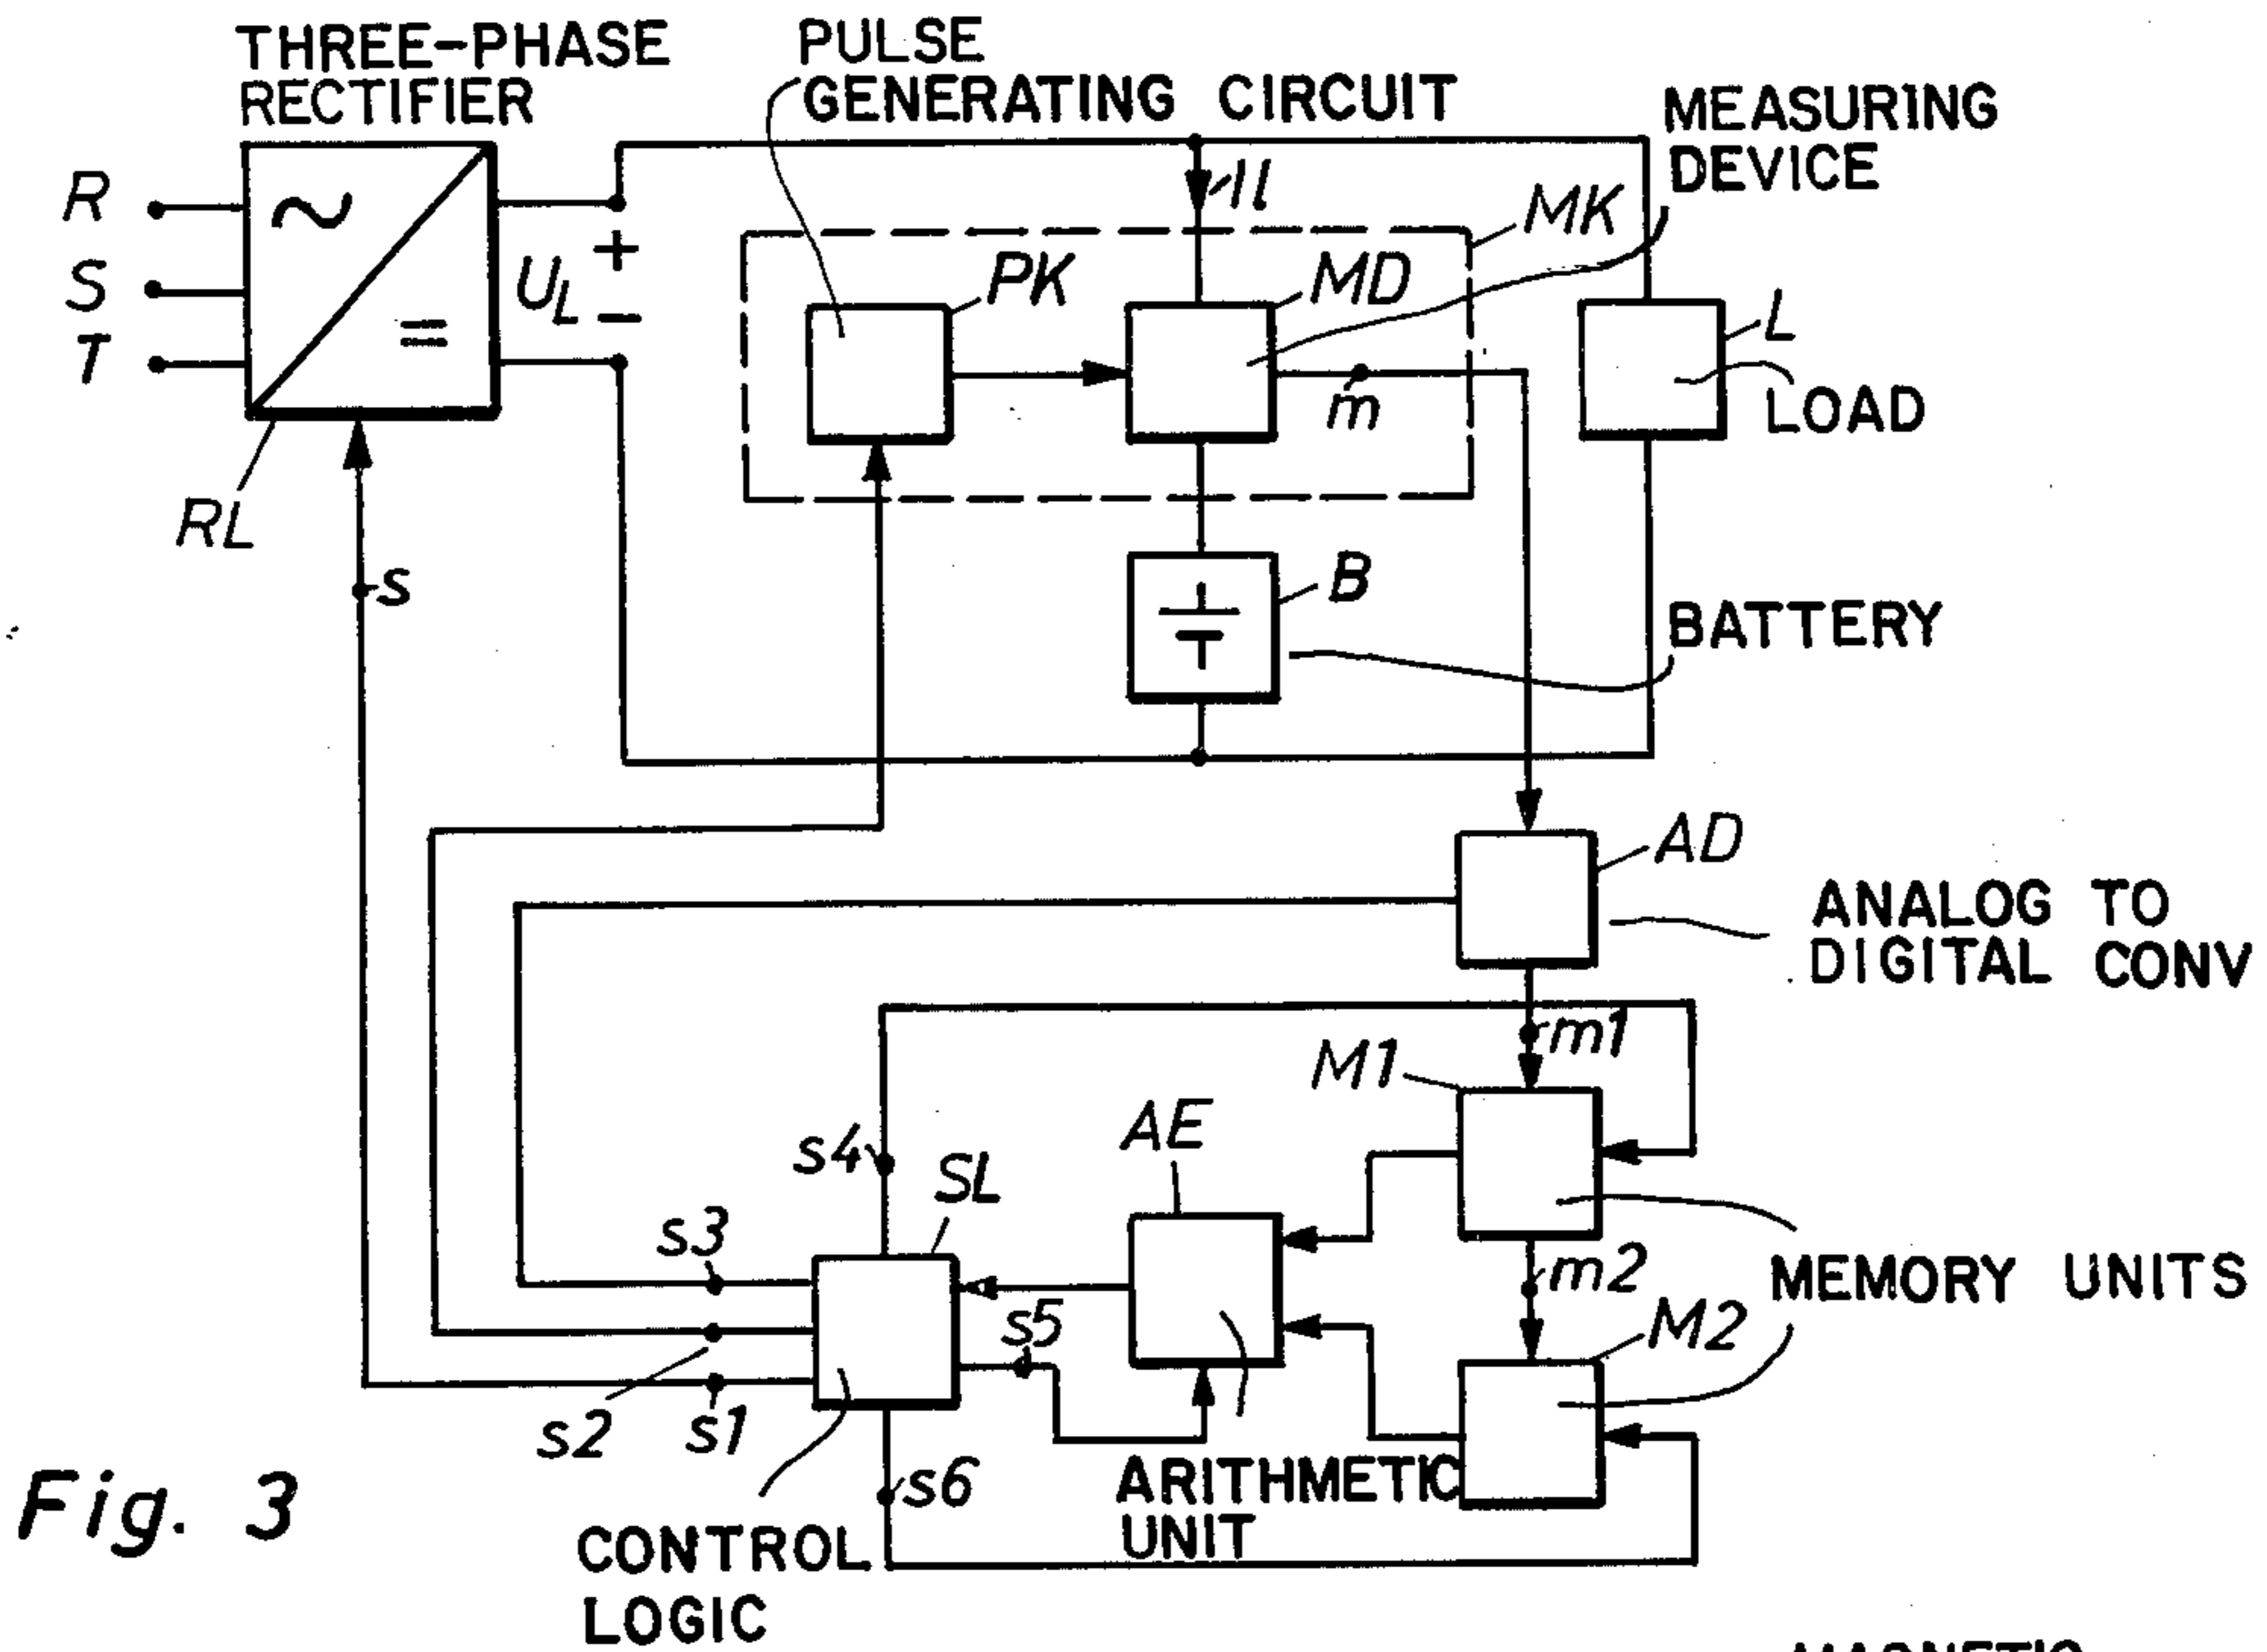 THREE-PHASE
RECTIFIER
PULSE
GENERATING CIRCUIT
MEASURING
DEVICE
R
S
T
~
=
UL
+
−
Il
MK
PK
MD
L
LOAD
m
RL
s
B
BATTERY
AD
ANALOG TO
DIGITAL CONV
m1
M1
AE
s4
SL
s3
s5
m2
MEMORY UNITS
M2
s2
s1
s6
ARITHMETIC
UNIT
Fig. 3
CONTROL
LOGIC